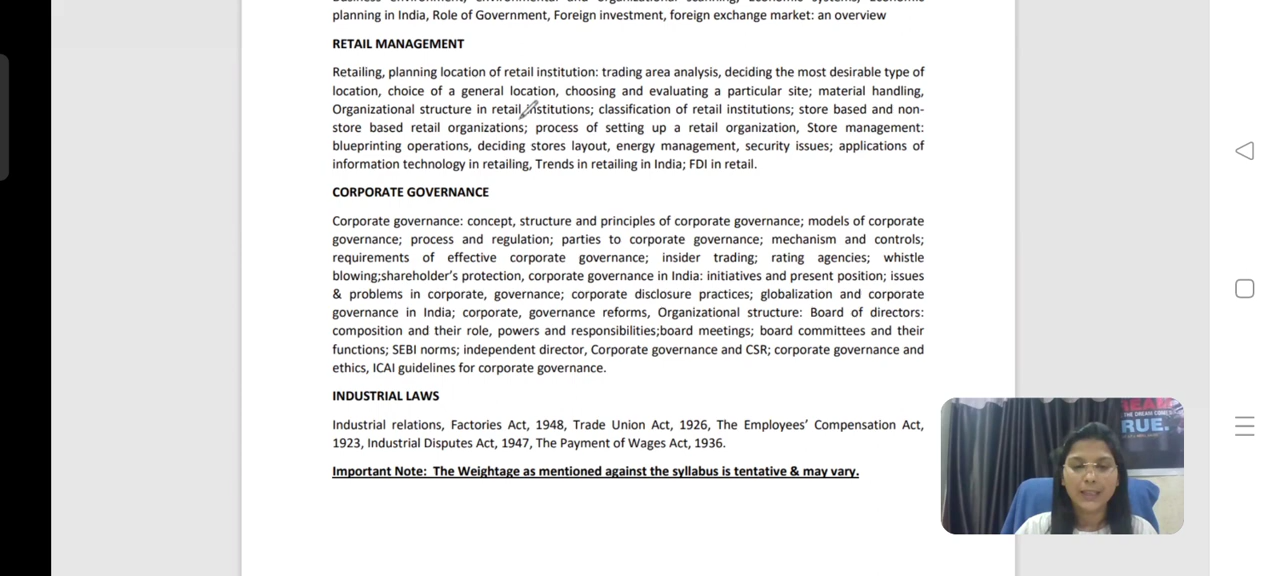 planning in India, Role of Government, Foreign investment, foreign exchange market: an overview
RETAIL MANAGEMENT
Retailing, planning location of retail institution: trading area analysis, deciding the most desirable type of
location, choice of a general location, choosing and evaluating a particular site; material handling,
Organizational structure in retail institutions; classification of retail institutions; store based and non-
store based retail organizations; process of setting up a retail organization, Store management:
blueprinting operations, deciding stores layout, energy management, security issues; applications of
information technology in retailing, Trends in retailing in India; FDI in retail.
CORPORATE GOVERNANCE
Corporate governance: concept, structure and principles of corporate governance; models of corporate
governance; process and regulation; parties to corporate governance; mechanism and controls;
requirements of effective corporate governance; insider trading; rating agencies; whistle
blowing;shareholder's protection, corporate governance in India: initiatives and present position; issues
& problems in corporate, governance; corporate disclosure practices; globalization and corporate
governance in India; corporate, governance reforms, Organizational structure: Board of directors:
composition and their role, powers and responsibilities;board meetings; board committees and their
functions; SEBI norms; independent director, Corporate governance and CSR; corporate governance and
ethics, ICAI guidelines for corporate governance.
INDUSTRIAL LAWS
Industrial relations, Factories Act, 1948, Trade Union Act, 1926, The Employees' Compensation Act,
1923, Industrial Disputes Act, 1947, The Payment of Wages Act, 1936.
Important Note: The Weightage as mentioned against the syllabus is tentative & may vary.
THE DREAM
RUE.